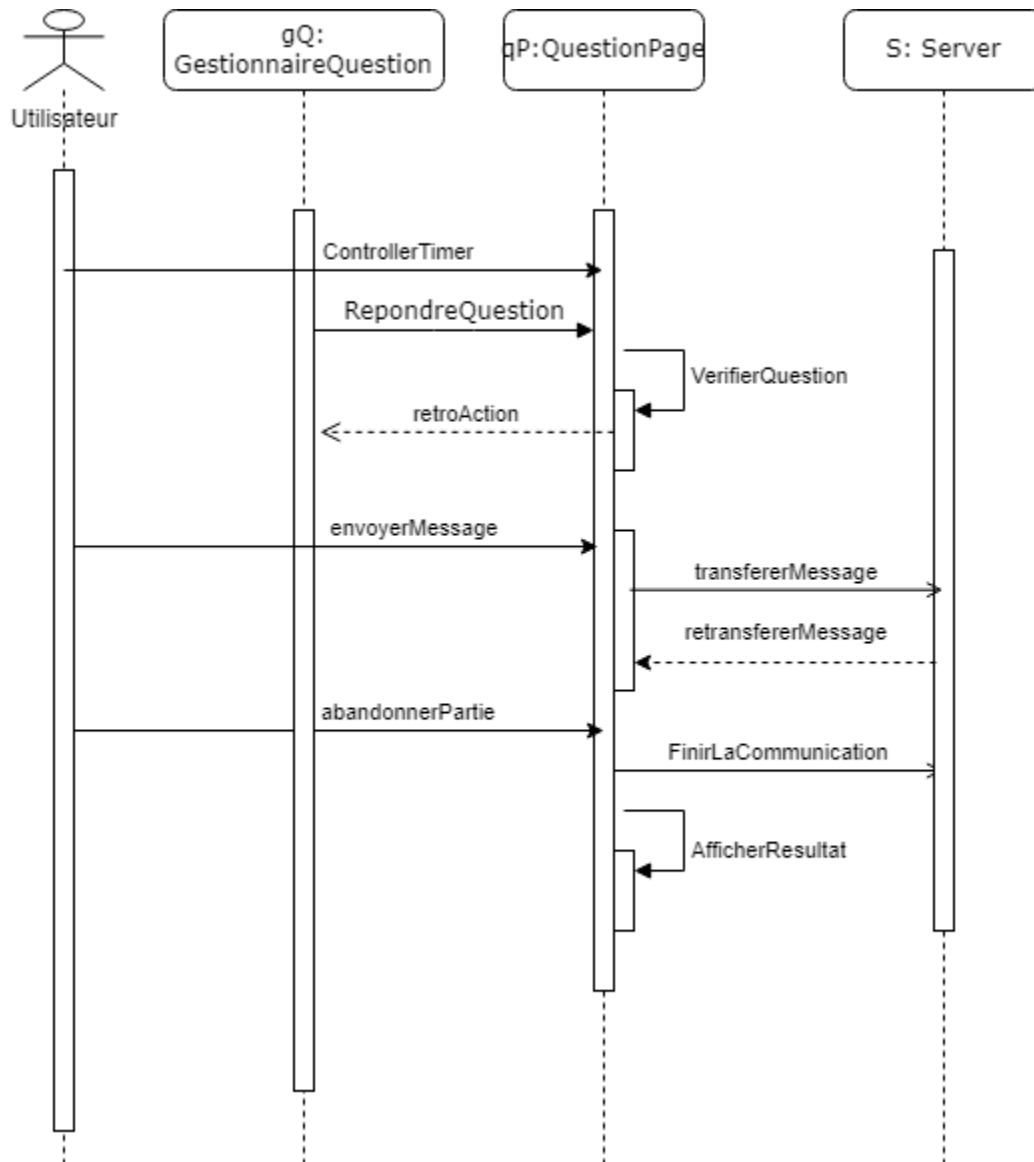 gQ:
GestionnaireQuestion
qP:QuestionPage
S: Server
Utilisateur
ControllerTimer
RepondreQuestion
VerifierQuestion
retroAction
envoyerMessage
transfererMessage
retransfererMessage
abandonnerPartie
FinirLaCommunication
AfficherResultat